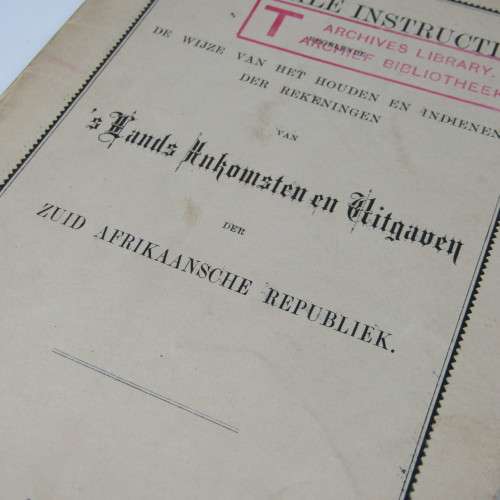 ALE INSTRUCTI
T
ARCHIVES LIBRARY.
ARCHIEF BIBLIOTHEEK
DE WIJZE VAN HET HOUDEN EN INDIENEN
DER REKENINGEN
VAN
's Lands Inkomsten en Uitgaven
DER
ZUID AFRIKAANSCHE REPUBLIEK.